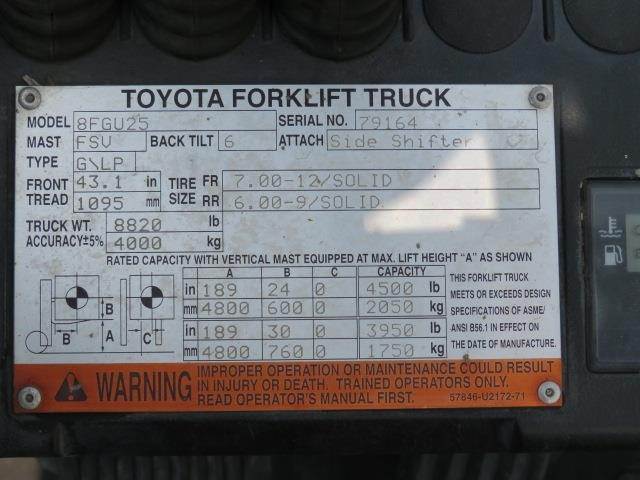 TOYOTA FORKLIFT TRUCK
MODEL 8FGU25 SERIAL NO. 79164
MAST FSV BACK TILT 6 ATTACH Side Shifter
TYPE G\LP
FRONT TREAD 43.1 in TIRE SIZE FR 7.00-12/SOLID
1095 mm RR 6.00-9/SOLID
TRUCK WT. 8820 lb
ACCURACY±5% 4000 kg
RATED CAPACITY WITH VERTICAL MAST EQUIPPED AT MAX. LIFT HEIGHT "A" AS SHOWN
A B C CAPACITY
in 189 24 0 4500 lb
mm 4800 600 0 2050 kg
in 189 30 0 3950 lb
mm 4800 760 0 1750 kg
B
B A C
THIS FORKLIFT TRUCK
MEETS OR EXCEEDS DESIGN
SPECIFICATIONS OF ASME/
ANSI B56.1 IN EFFECT ON
THE DATE OF MANUFACTURE.
WARNING
IMPROPER OPERATION OR MAINTENANCE COULD RESULT
IN INJURY OR DEATH. TRAINED OPERATORS ONLY.
READ OPERATOR'S MANUAL FIRST.
57846-U2172-71